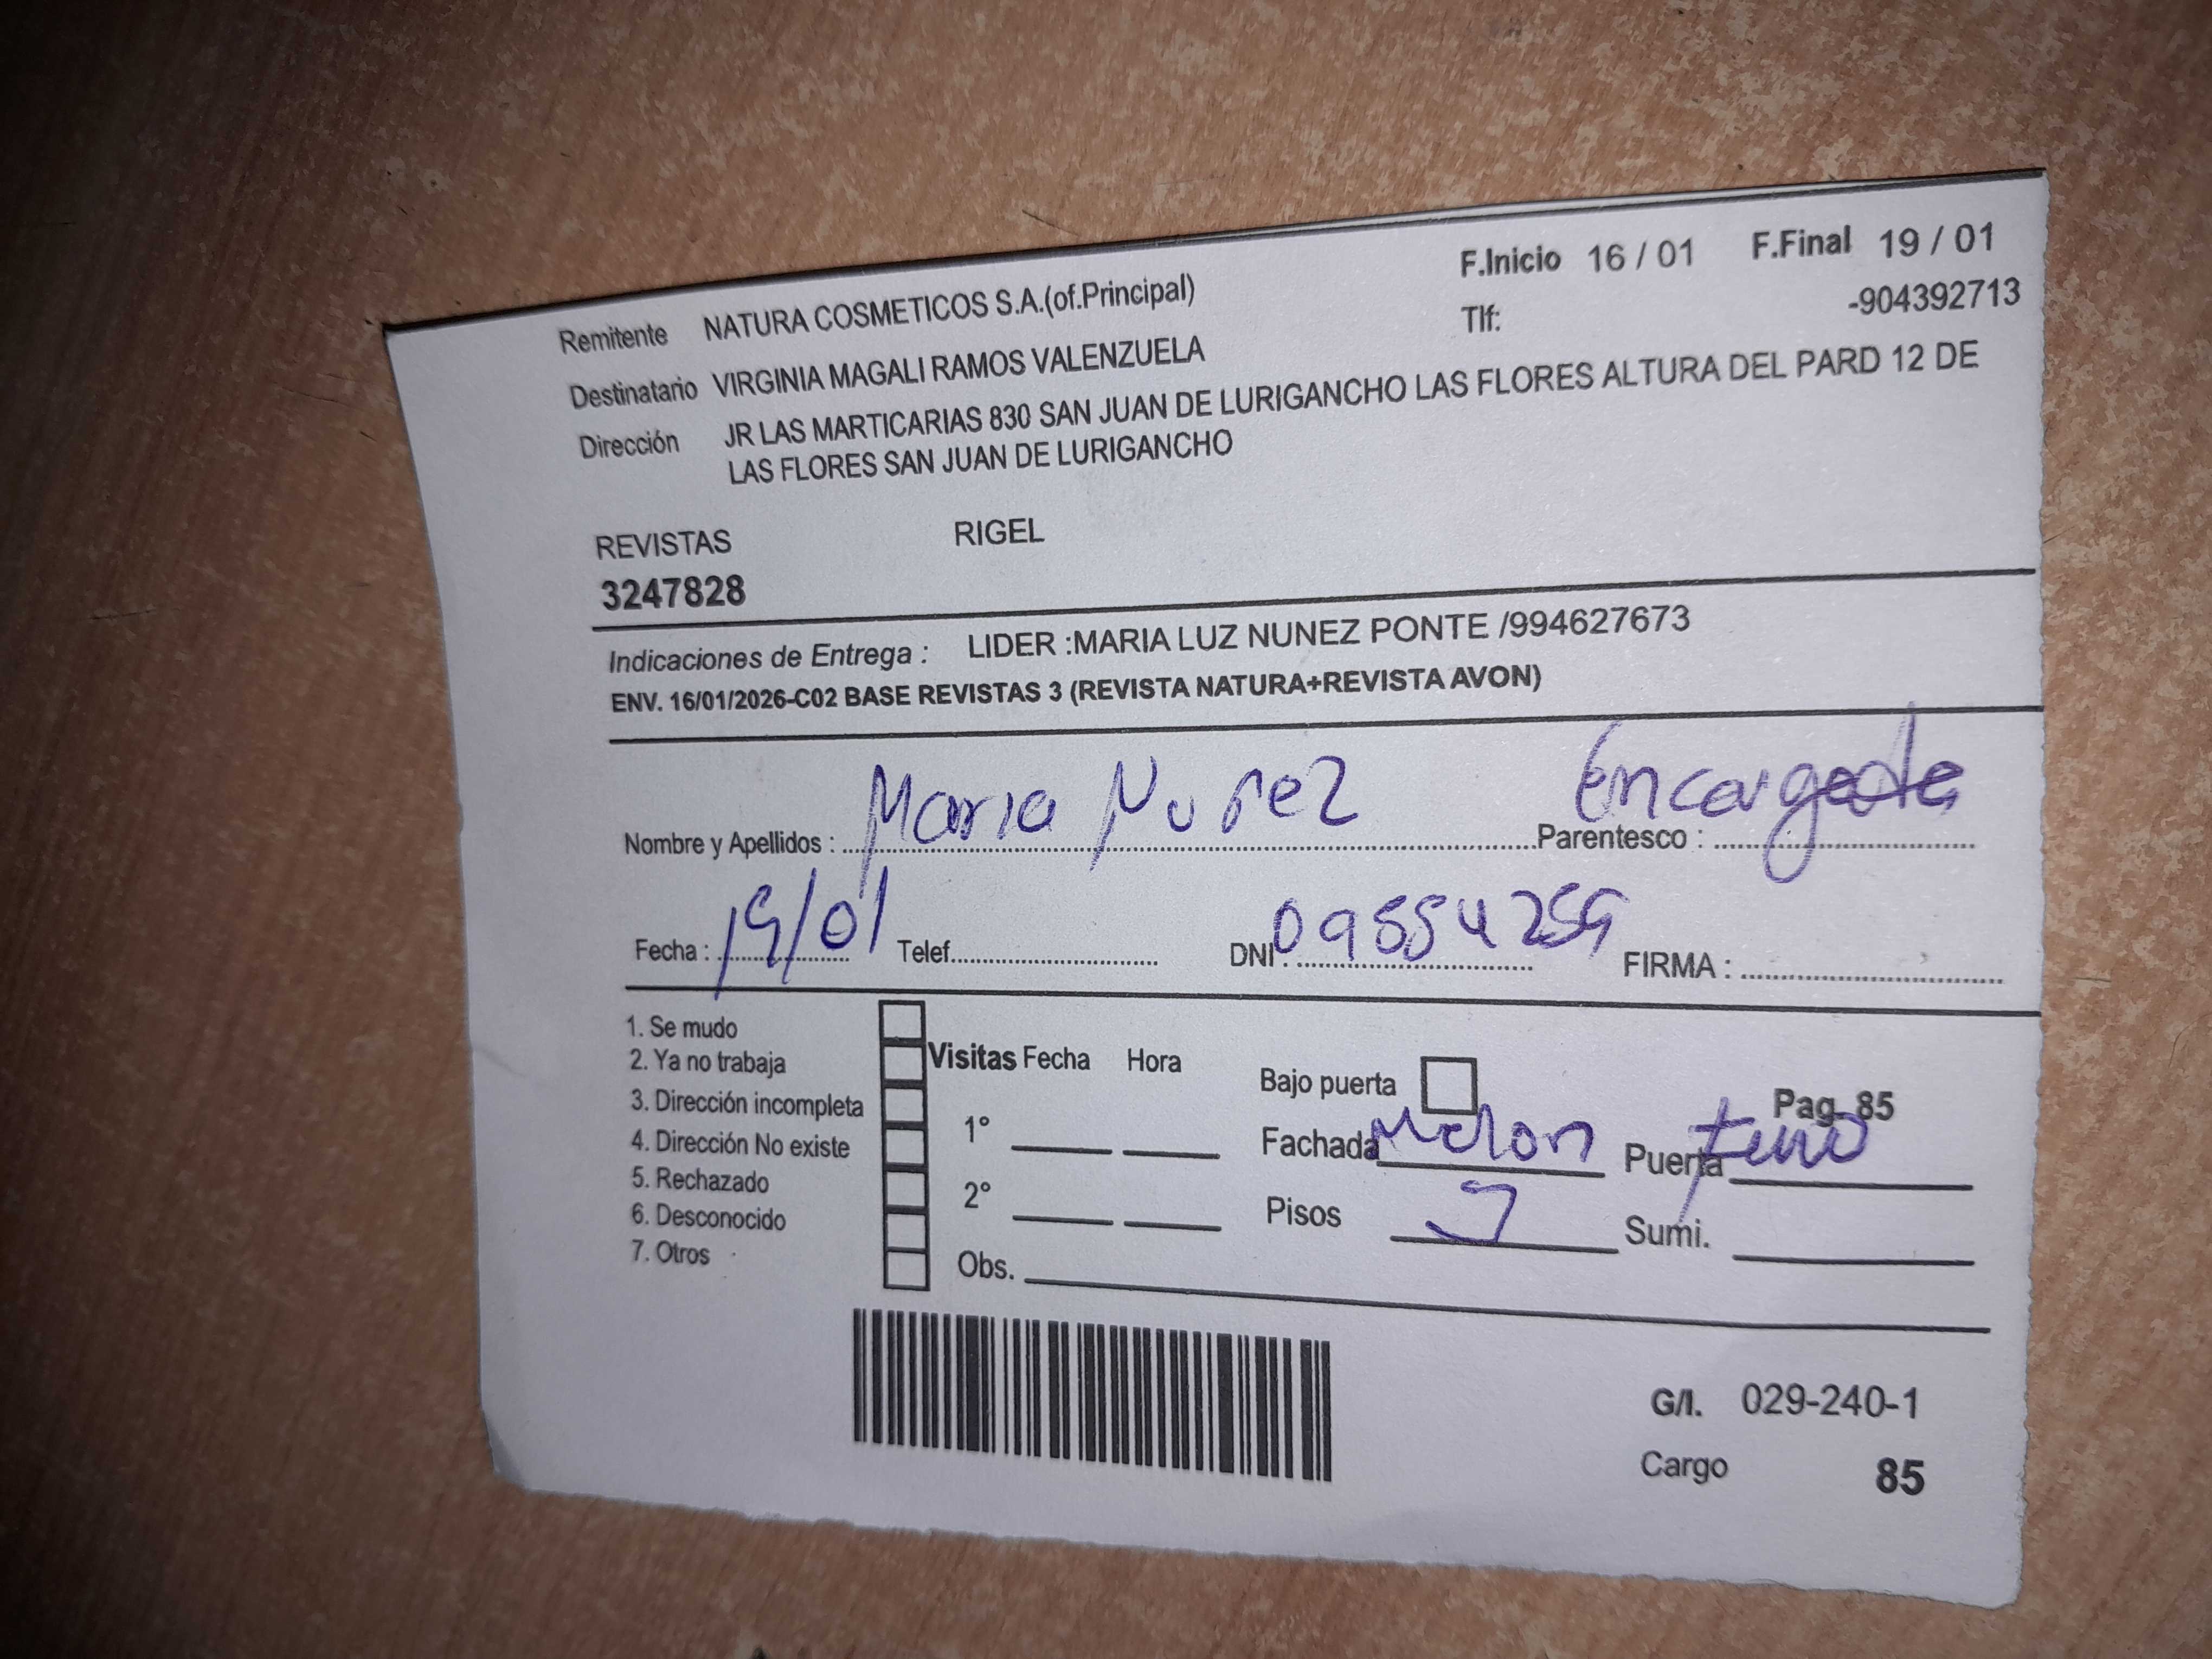 Remitente NATURA COSMETICOS S.A.(of.Principal) F.Inicio 16 / 01 F.Final 19 / 01
Destinatario VIRGINIA MAGALI RAMOS VALENZUELA Tlf: -904392713
Dirección JR LAS MARTICARIAS 830 SAN JUAN DE LURIGANCHO LAS FLORES ALTURA DEL PARD 12 DE
LAS FLORES SAN JUAN DE LURIGANCHO
REVISTAS RIGEL
3247828
Indicaciones de Entrega : LIDER :MARIA LUZ NUNEZ PONTE /994627673
ENV. 16/01/2026-C02 BASE REVISTAS 3 (REVISTA NATURA+REVISTA AVON)
Nombre y Apellidos : Maria Nuñez Parentesco : Encargada
Fecha : 19/01 Telef. DNI : FIRMA :
1. Se mudo
2. Ya no trabaja Visitas Fecha Hora Bajo puerta Pag. 85
3. Dirección incompleta
4. Dirección No existe 1° Fachada Melon Puerta
5. Rechazado
6. Desconocido 2° Pisos Sumi.
7. Otros Obs.
G/I. 029-240-1
Cargo 85